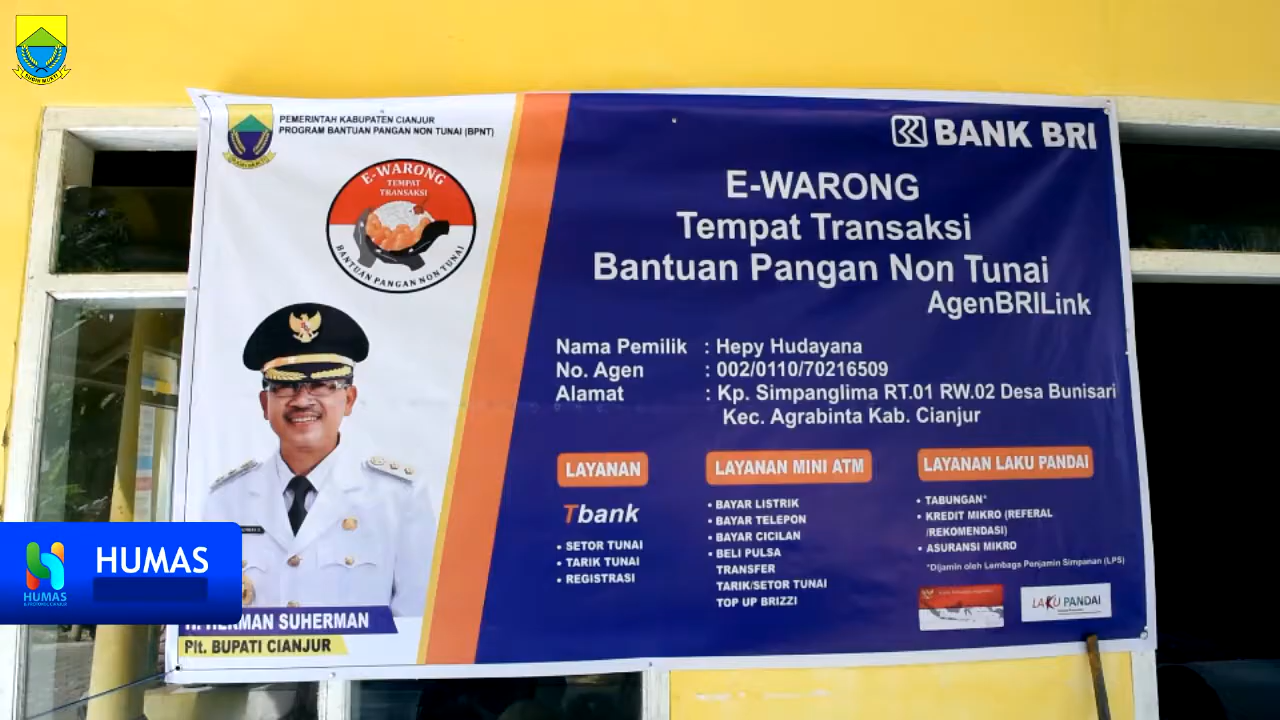 PEMERINTAH KABUPATEN CIANJUR
PROGRAM BANTUAN PANGAN NON TUNAI (BPNT)
E-WARONG
TEMPAT
TRANSAKSI
BANTUAN PANGAN NON TUNAI
BANK BRI
E-WARONG
Tempat Transaksi
Bantuan Pangan Non Tunai
AgenBRILink
Nama Pemilik : Hepy Hudayana
No. Agen : 002/0110/70216509
Alamat : Kp. Simpanglima RT.01 RW.02 Desa Bunisari
Kec. Agrabinta Kab. Cianjur
LAYANAN
Tbank
• SETOR TUNAI
• TARIK TUNAI
• REGISTRASI
LAYANAN MINI ATM
• BAYAR LISTRIK
• BAYAR TELEPON
• BAYAR CICILAN
• BELI PULSA
TRANSFER
TARIK/SETOR TUNAI
TOP UP BRIZZI
LAYANAN LAKU PANDAI
• TABUNGAN*
• KREDIT MIKRO (REFERAL
/REKOMENDASI)
• ASURANSI MIKRO
*Dijamin oleh Lembaga Penjamin Simpanan (LPS)
LAKU PANDAI
HERMAN SUHERMAN
Plt. BUPATI CIANJUR
HUMAS
HUMAS